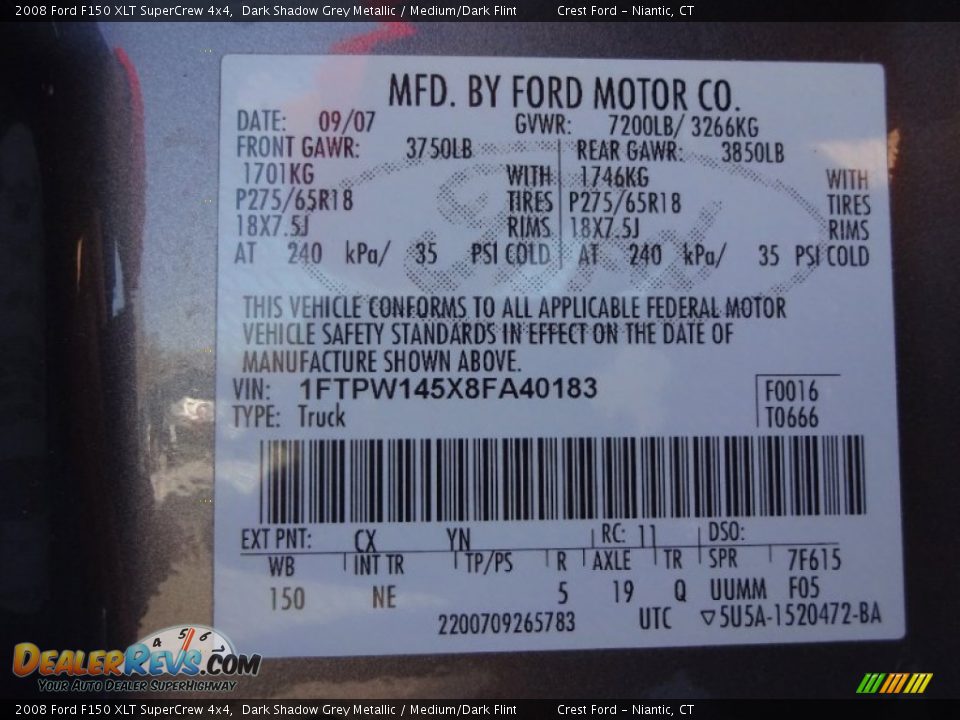 2008 Ford F150 XLT SuperCrew 4x4, Dark Shadow Grey Metallic / Medium/Dark Flint Crest Ford - Niantic, CT
MFD. BY FORD MOTOR CO.
DATE: 09/07 GVWR: 7200LB/ 3266KG
FRONT GAWR: 3750LB REAR GAWR: 3850LB
1701KG WITH 1746KG WITH
P275/65R18 TIRES P275/65R18 TIRES
18X7.5J RIMS 18X7.5J RIMS
AT 240 kPa/ 35 PSI COLD AT 240 kPa/ 35 PSI COLD
Ford
THIS VEHICLE CONFORMS TO ALL APPLICABLE FEDERAL MOTOR
VEHICLE SAFETY STANDARDS IN EFFECT ON THE DATE OF
MANUFACTURE SHOWN ABOVE.
VIN: 1FTPW145X8FA40183 F0016
TYPE: Truck T0666
EXT PNT: CX YN RC: 11 DSO:
WB INT TR TP/PS R AXLE TR SPR 7F615
150 NE 5 19 Q UUMM F05
2200709265783 UTC ▽5U5A-1520472-BA
4 5 6 7
DEALERREVS.COM
YOUR AUTO DEALER SUPERHIGHWAY
2008 Ford F150 XLT SuperCrew 4x4, Dark Shadow Grey Metallic / Medium/Dark Flint Crest Ford - Niantic, CT